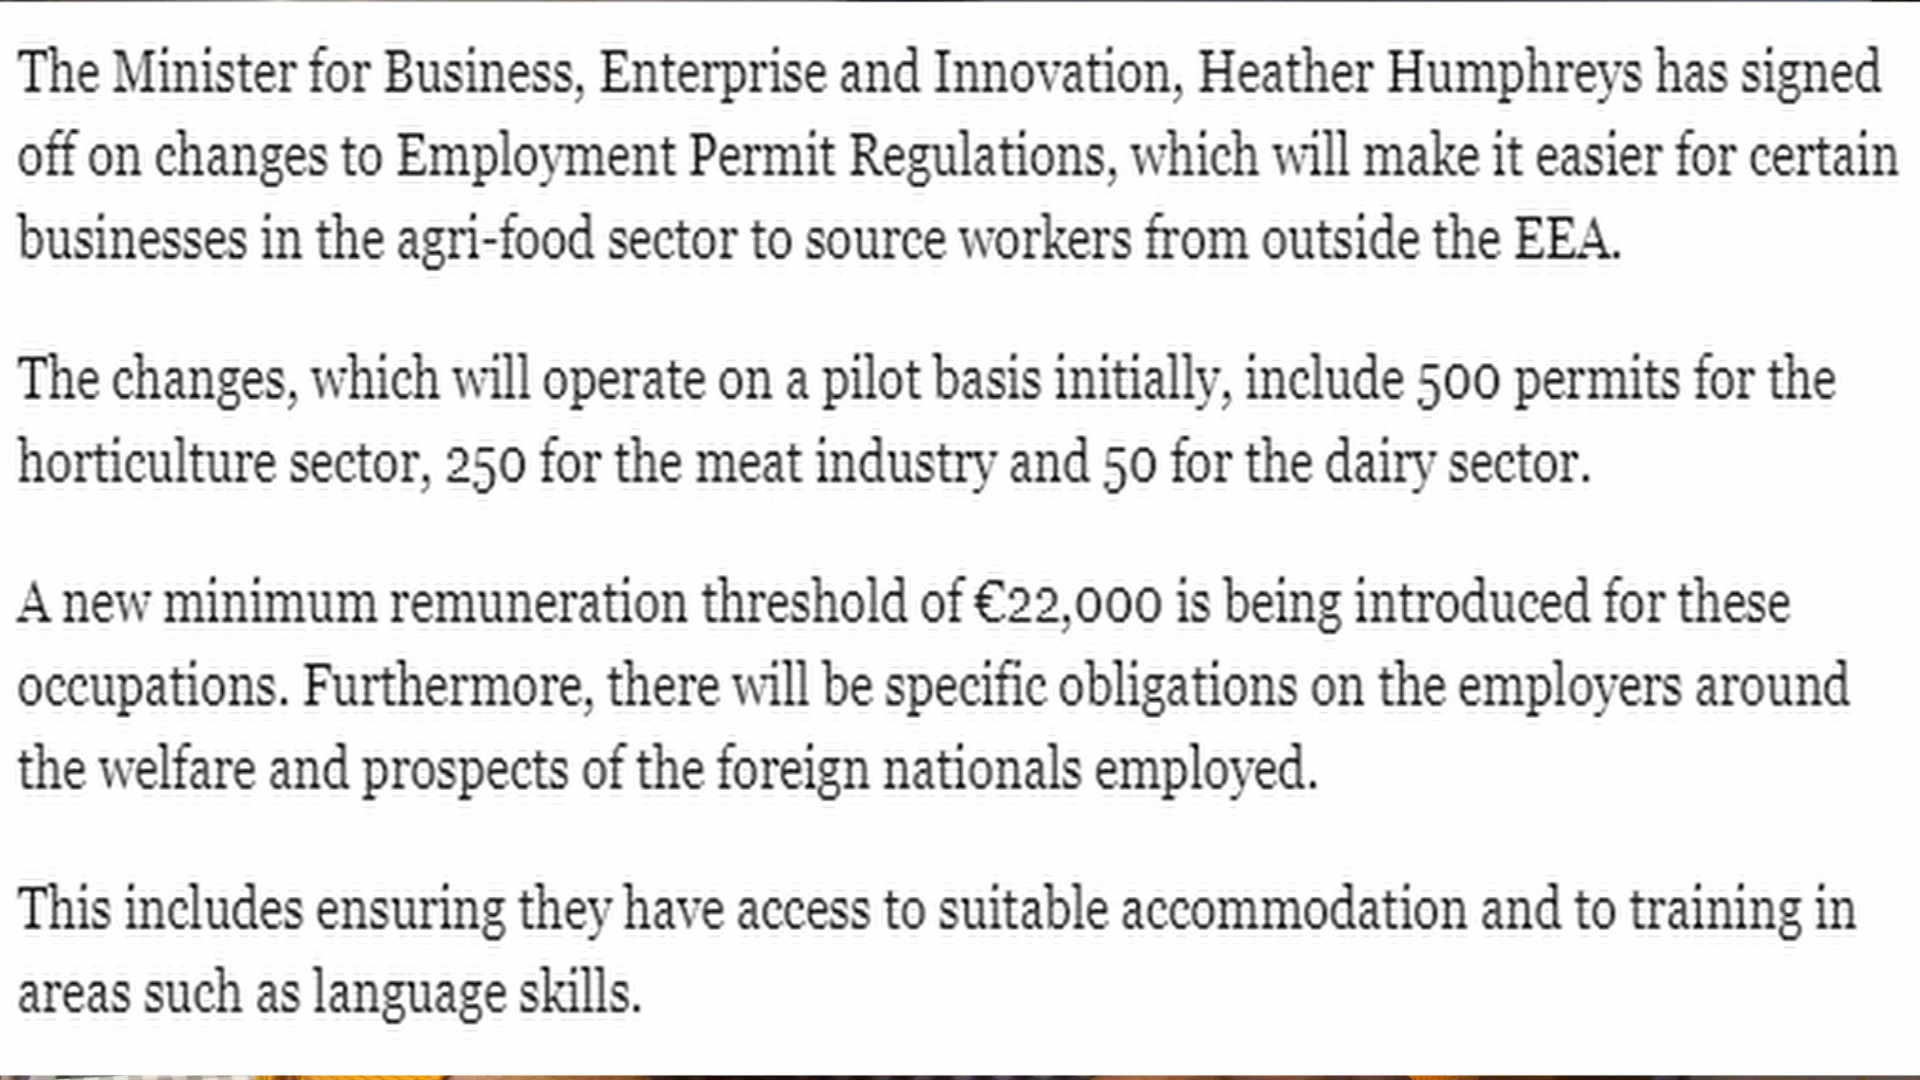 The Minister for Business, Enterprise and Innovation, Heather Humphreys has signed
off on changes to Employment Permit Regulations, which will make it easier for certain
businesses in the agri-food sector to source workers from outside the EEA.
The changes, which will operate on a pilot basis initially, include 500 permits for the
horticulture sector, 250 for the meat industry and 50 for the dairy sector.
A new minimum remuneration threshold of €22,000 is being introduced for these
occupations. Furthermore, there will be specific obligations on the employers around
the welfare and prospects of the foreign nationals employed.
This includes ensuring they have access to suitable accommodation and to training in
areas such as language skills.